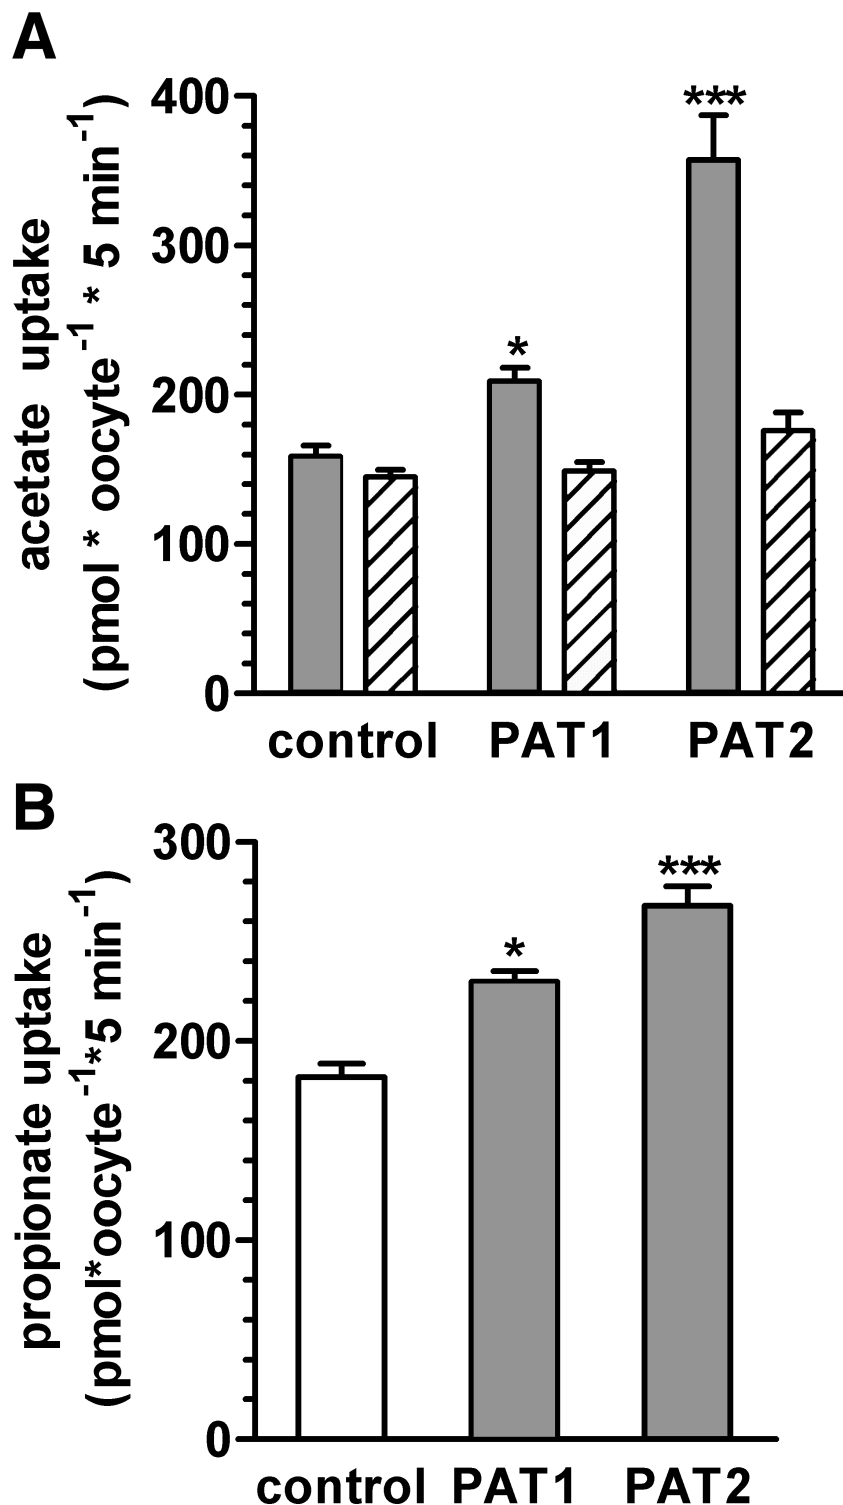 A
acetate uptake
(pmol * oocyte-1 * 5 min-1)
400
300
200
100
0
***
*
control PAT1 PAT2
B
propionate uptake
(pmol*oocyte-1*5 min-1)
300
200
100
0
***
*
control PAT1 PAT2